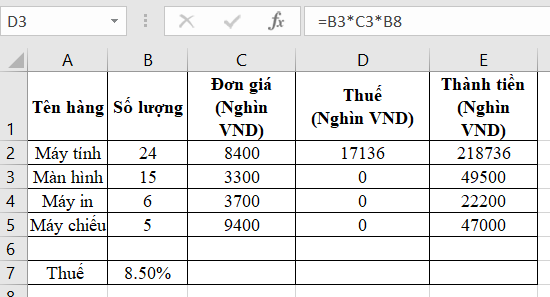 D3 fx =B3*C3*B8
A B C D E
Tên hàng Số lượng Đơn giá (Nghìn VND) Thuế (Nghìn VND) Thành tiền (Nghìn VND)
1
2 Máy tính 24 8400 17136 218736
3 Màn hình 15 3300 0 49500
4 Máy in 6 3700 0 22200
5 Máy chiếu 5 9400 0 47000
6
7 Thuế 8.50%
8